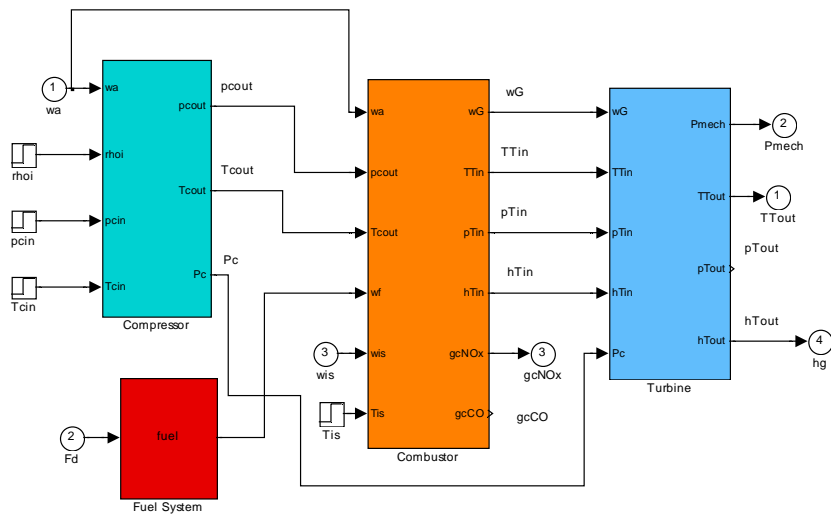 1
wa
rhoi
pcin
Tcin
wa
rhoi
pcin
Tcin
pcout
Tcout
Pc
Compressor
pcout
Tcout
Pc
2
Fd
fuel
Fuel System
3
wis
Tis
wa
pcout
Tcout
wf
wis
Tis
wG
TTin
pTin
hTin
gcNOx
gcCO
Combustor
wG
TTin
pTin
hTin
3
gcNOx
gcCO
wG
TTin
pTin
hTin
Pc
Pmech
TTout
pTout
hTout
Turbine
2
Pmech
1
TTout
pTout
hTout
4
hg